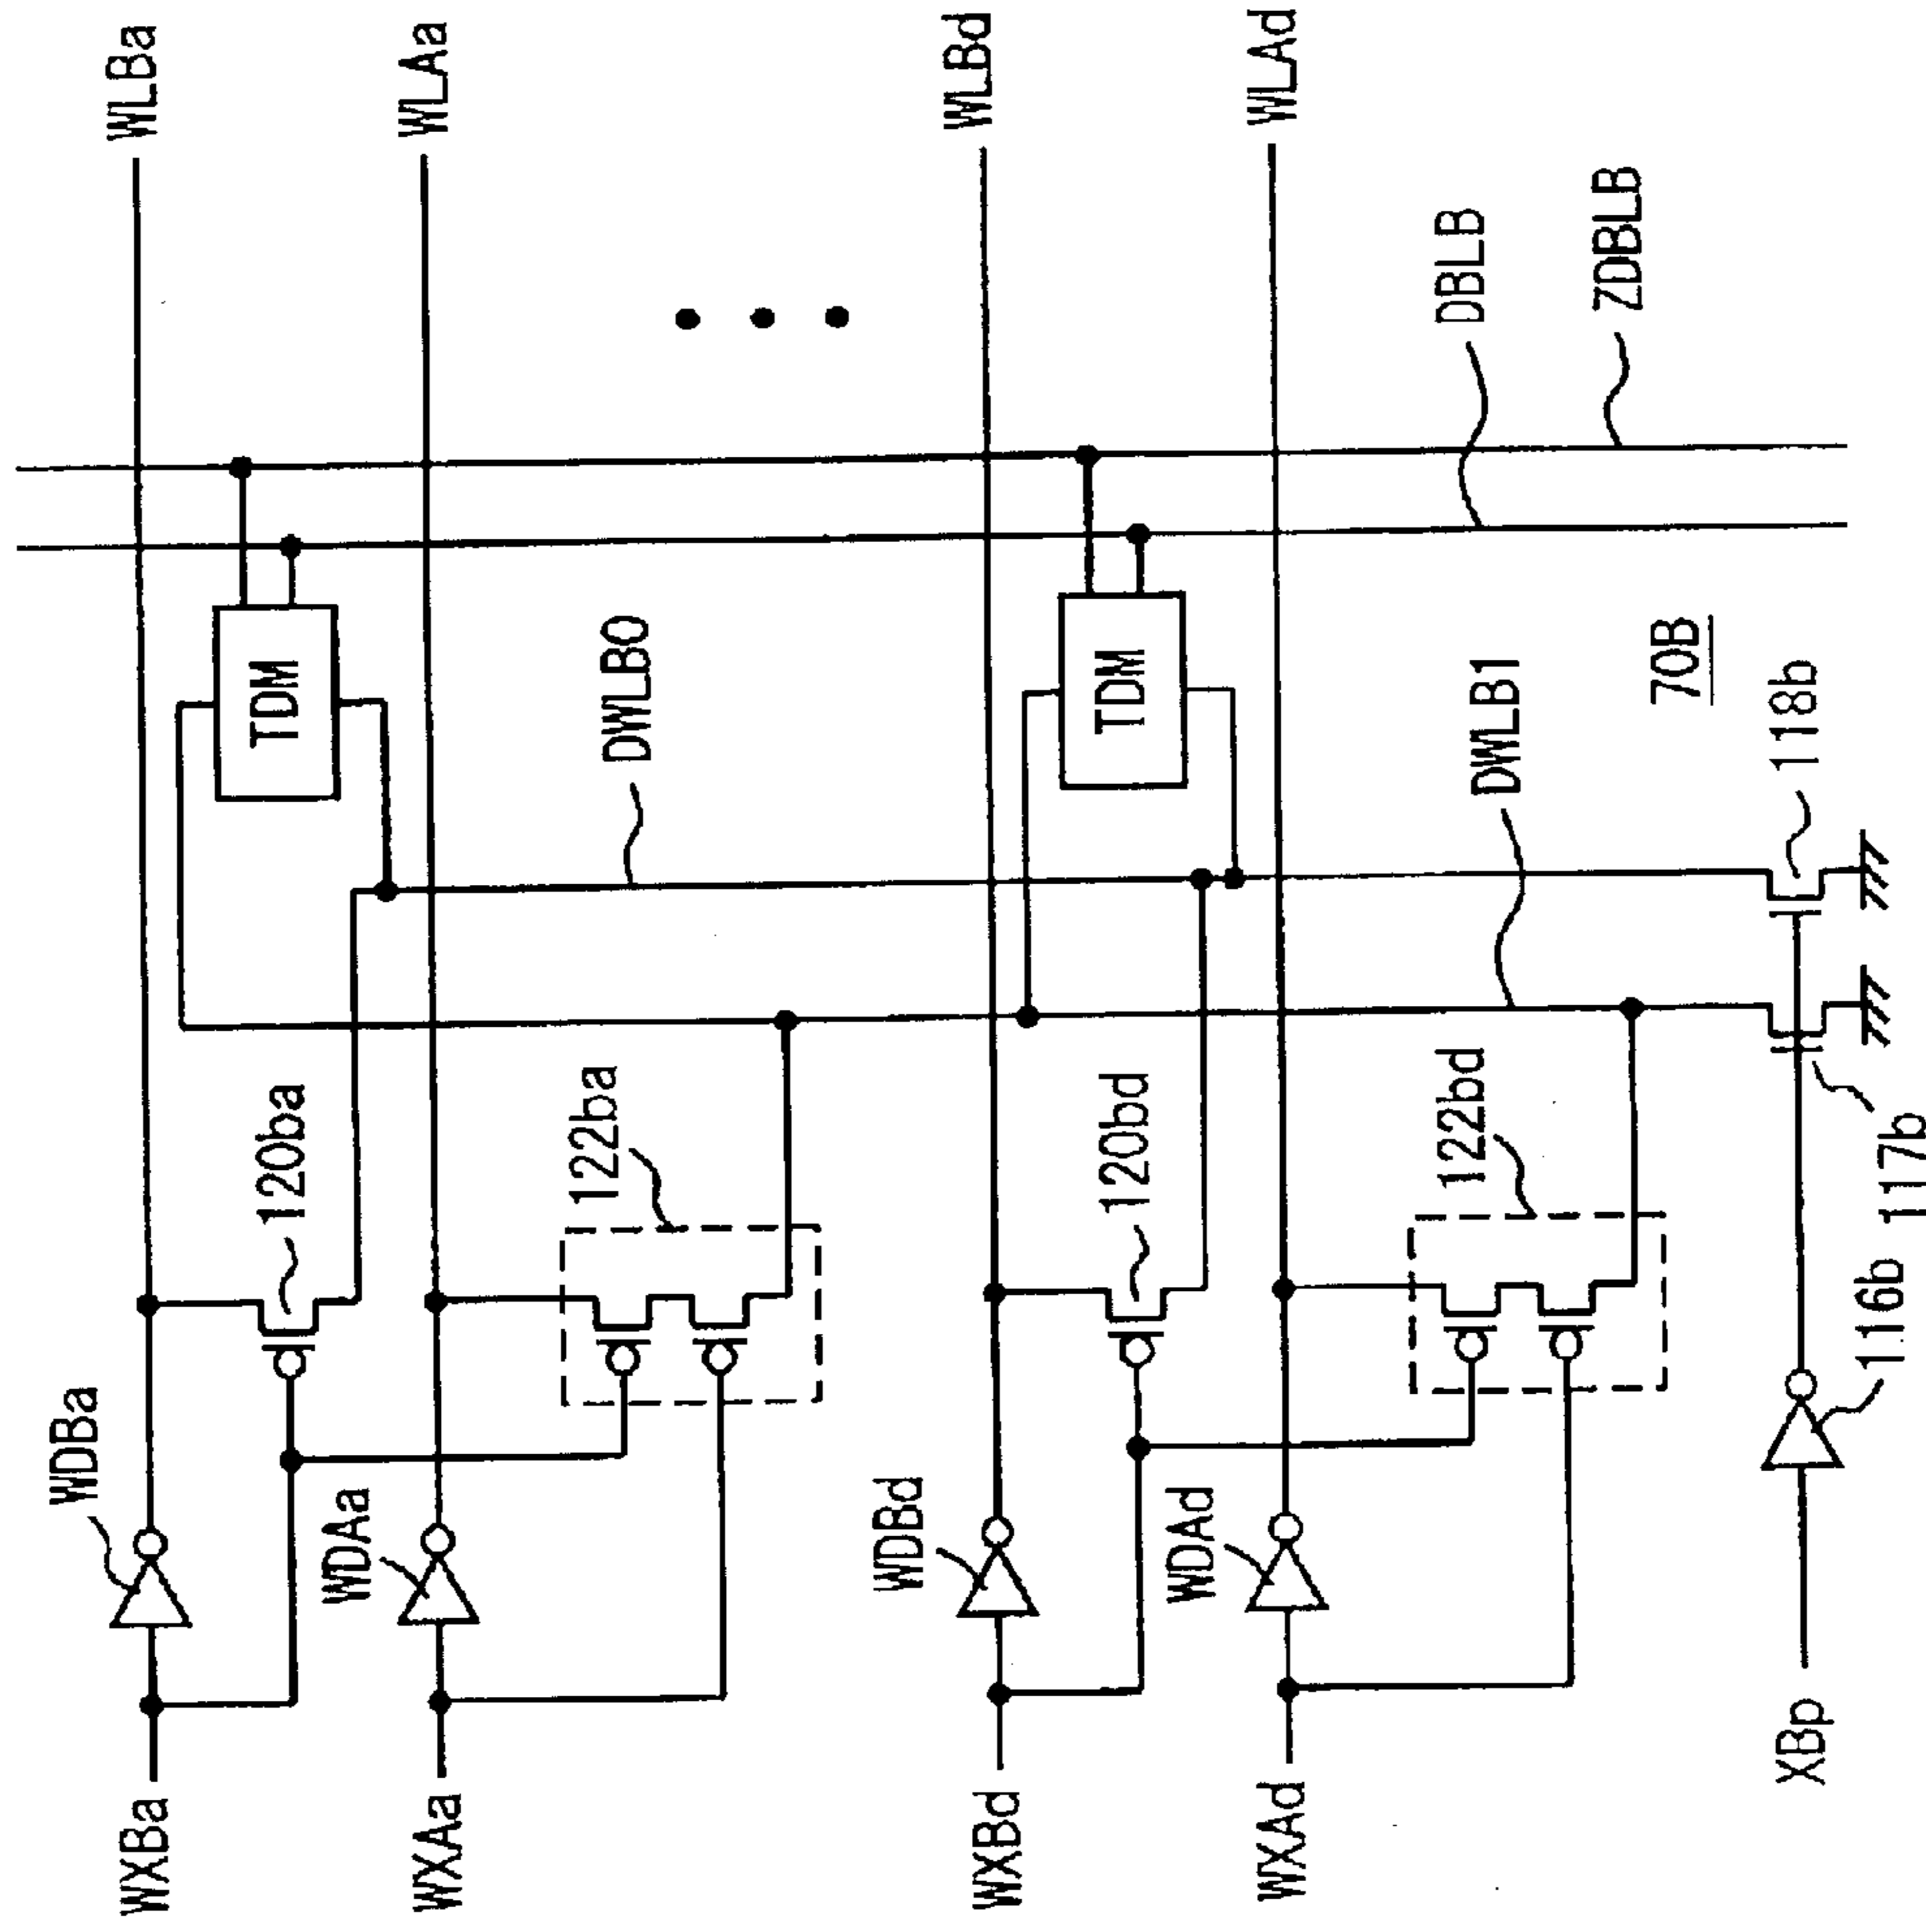 WLBa
WLAa
WLBd
WLAd
DBLB
ZDBLB
TDM
TDM
DWLB0
DWLB1
70B
118b
120ba
122ba
120bd
122bd
117b
116b
WDBa
WDAa
WDBd
WDAd
WXBa
WXAa
WXBd
WXAd
XBp